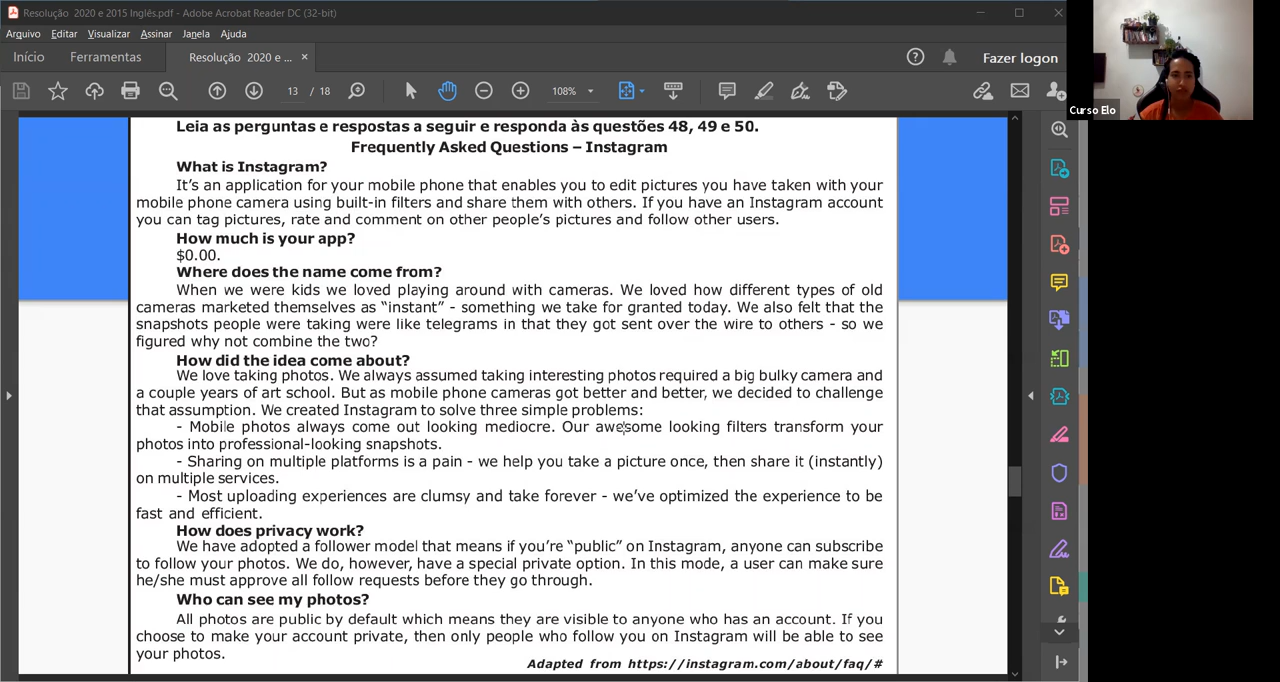 Resolução 2020 e 2015 Inglês.pdf - Adobe Acrobat Reader DC (32-bit)
Arquivo Editar Visualizar Assinar Janela Ajuda
Início Ferramentas Resolução 2020 e ... × Fazer logon
13 / 18 108%
Curso Elo
Leia as perguntas e respostas a seguir e responda às questões 48, 49 e 50.
Frequently Asked Questions – Instagram
What is Instagram?
It's an application for your mobile phone that enables you to edit pictures you have taken with your
mobile phone camera using built-in filters and share them with others. If you have an Instagram account
you can tag pictures, rate and comment on other people's pictures and follow other users.
How much is your app?
$0.00.
Where does the name come from?
When we were kids we loved playing around with cameras. We loved how different types of old
cameras marketed themselves as “instant” - something we take for granted today. We also felt that the
snapshots people were taking were like telegrams in that they got sent over the wire to others - so we
figured why not combine the two?
How did the idea come about?
We love taking photos. We always assumed taking interesting photos required a big bulky camera and
a couple years of art school. But as mobile phone cameras got better and better, we decided to challenge
that assumption. We created Instagram to solve three simple problems:
- Mobile photos always come out looking mediocre. Our awesome looking filters transform your
photos into professional-looking snapshots.
- Sharing on multiple platforms is a pain - we help you take a picture once, then share it (instantly)
on multiple services.
- Most uploading experiences are clumsy and take forever - we've optimized the experience to be
fast and efficient.
How does privacy work?
We have adopted a follower model that means if you're “public” on Instagram, anyone can subscribe
to follow your photos. We do, however, have a special private option. In this mode, a user can make sure
he/she must approve all follow requests before they go through.
Who can see my photos?
All photos are public by default which means they are visible to anyone who has an account. If you
choose to make your account private, then only people who follow you on Instagram will be able to see
your photos.
Adapted from https://instagram.com/about/faq/#